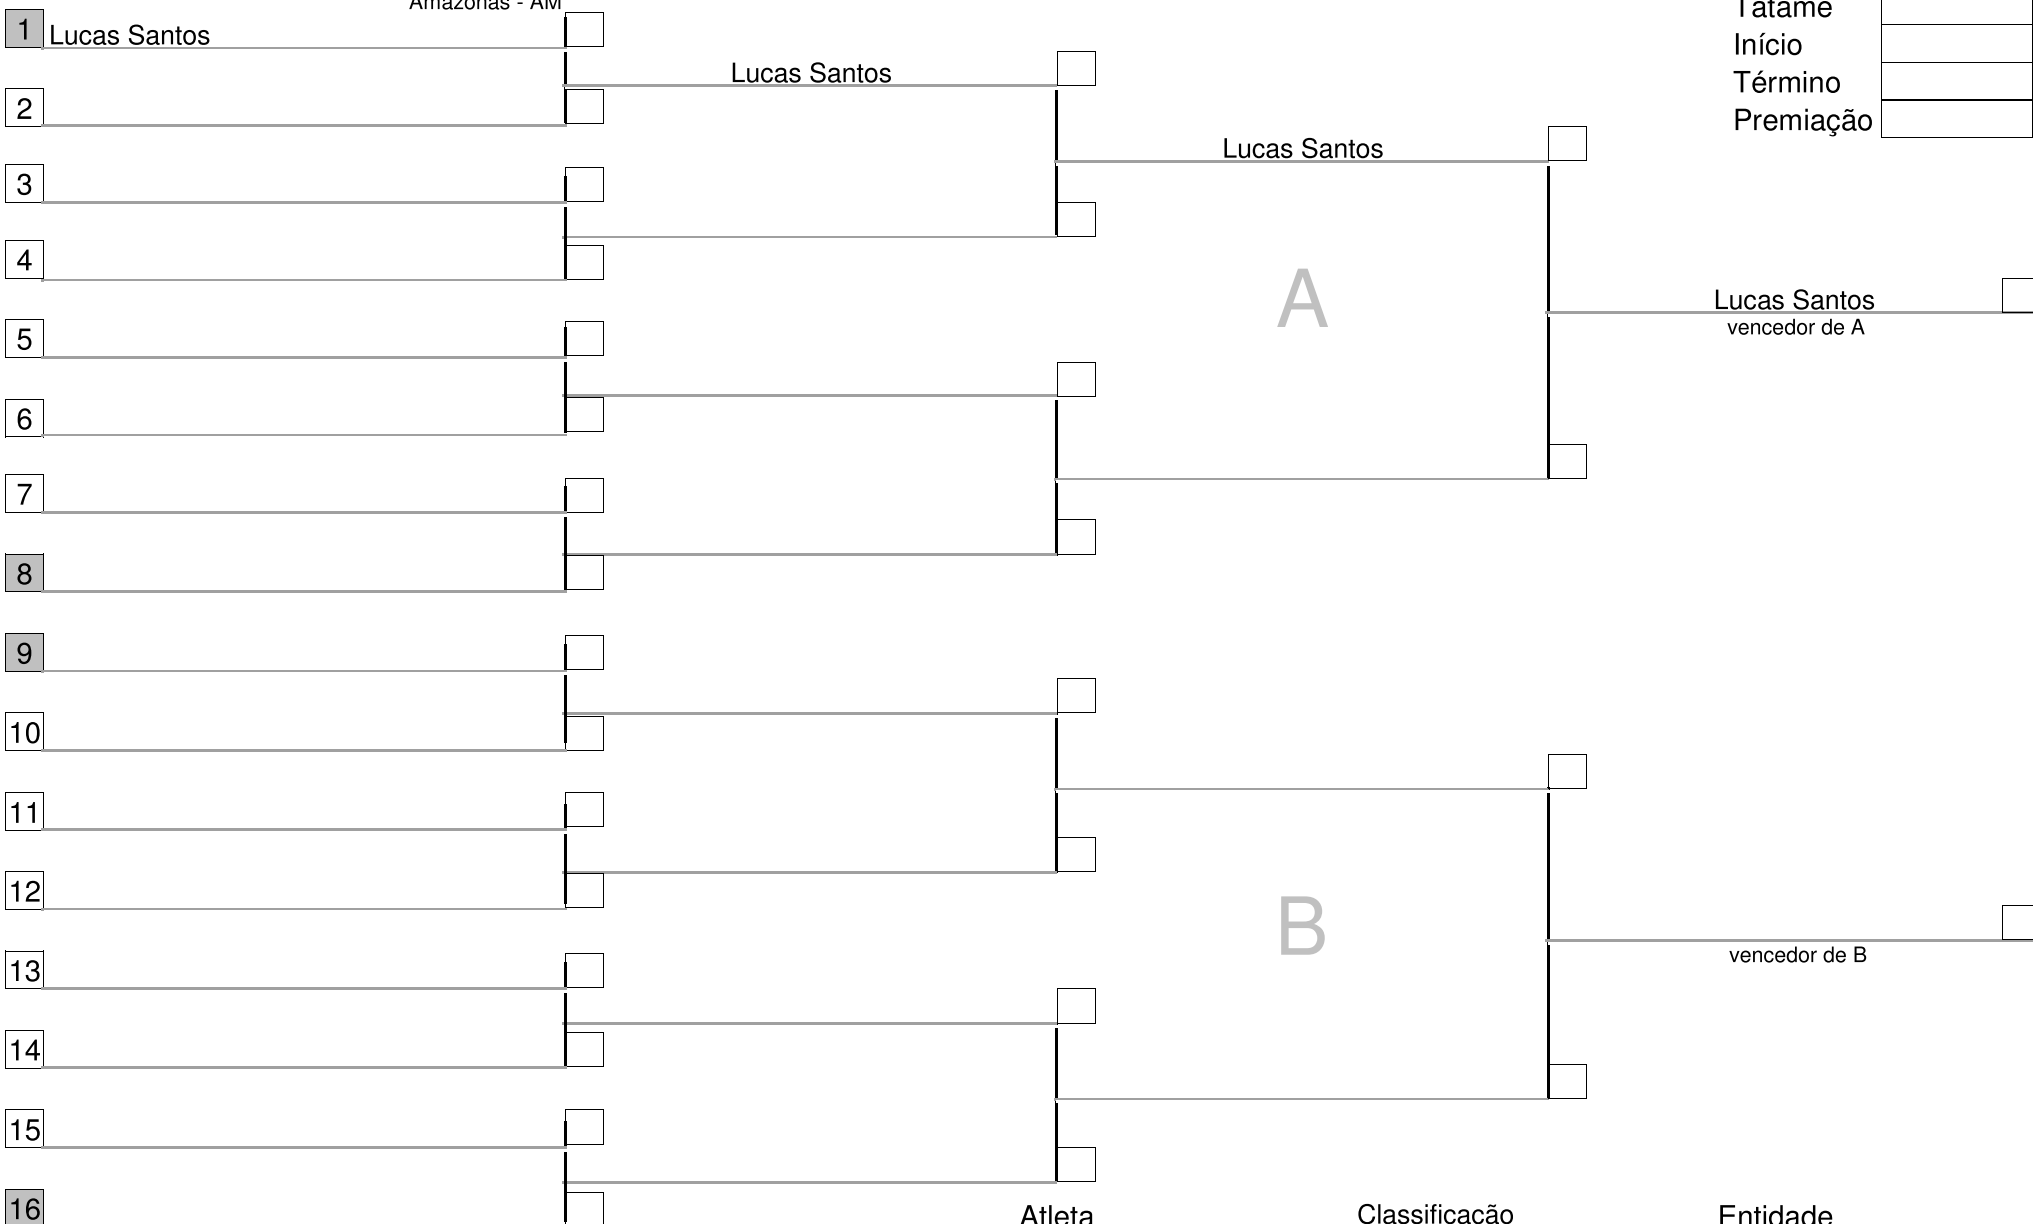 Amazonas - AM
Tatame
1 Lucas Santos
Início
Lucas Santos
Término
2
Premiação
Lucas Santos
3
4
A
Lucas Santos
vencedor de A
5
6
7
8
9
10
11
12
B
vencedor de B
13
14
15
16
Atleta Classificação Entidade